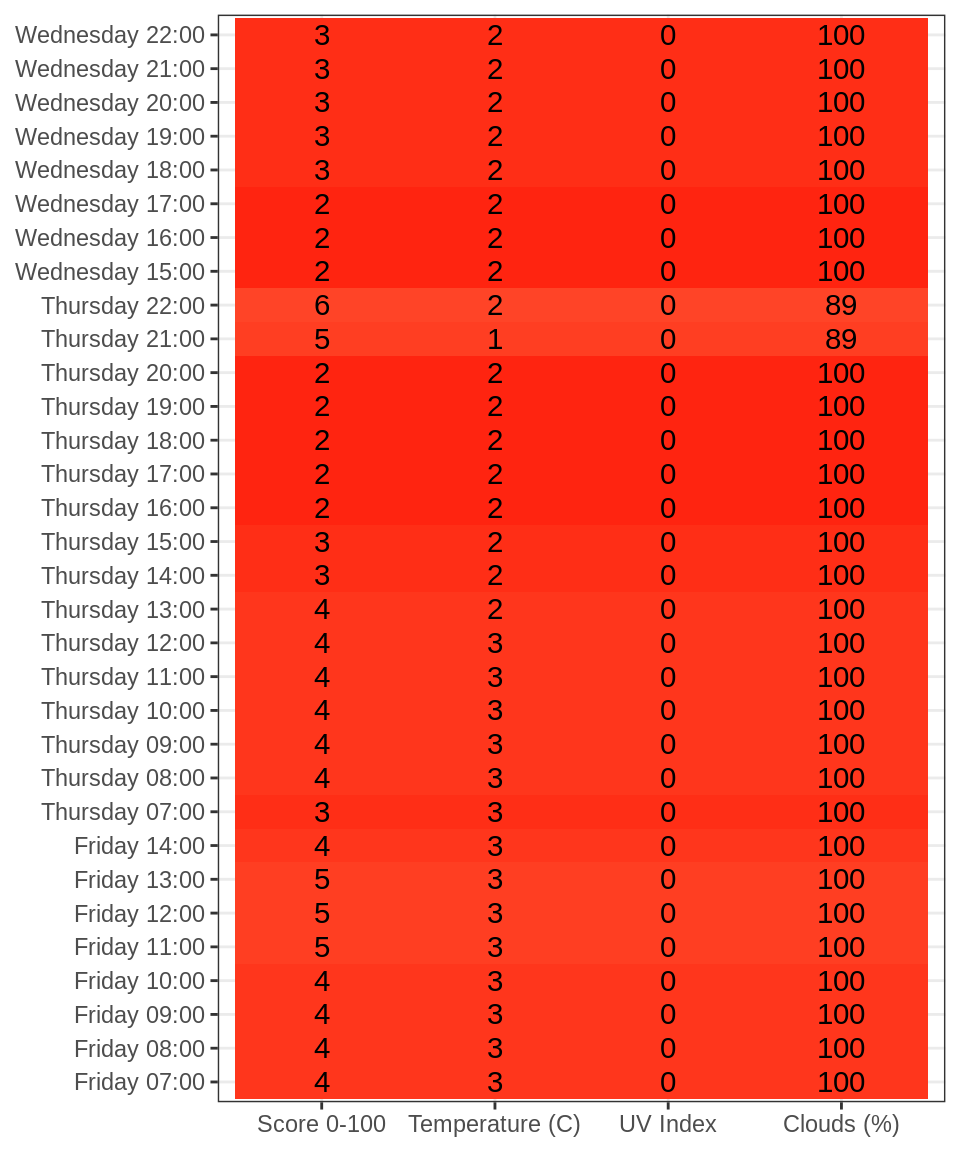 Wednesday 22:00 3 2 0 100
Wednesday 21:00 3 2 0 100
Wednesday 20:00 3 2 0 100
Wednesday 19:00 3 2 0 100
Wednesday 18:00 3 2 0 100
Wednesday 17:00 2 2 0 100
Wednesday 16:00 2 2 0 100
Wednesday 15:00 2 2 0 100
Thursday 22:00 6 2 0 89
Thursday 21:00 5 1 0 89
Thursday 20:00 2 2 0 100
Thursday 19:00 2 2 0 100
Thursday 18:00 2 2 0 100
Thursday 17:00 2 2 0 100
Thursday 16:00 2 2 0 100
Thursday 15:00 3 2 0 100
Thursday 14:00 3 2 0 100
Thursday 13:00 4 2 0 100
Thursday 12:00 4 3 0 100
Thursday 11:00 4 3 0 100
Thursday 10:00 4 3 0 100
Thursday 09:00 4 3 0 100
Thursday 08:00 4 3 0 100
Thursday 07:00 3 3 0 100
Friday 14:00 4 3 0 100
Friday 13:00 5 3 0 100
Friday 12:00 5 3 0 100
Friday 11:00 5 3 0 100
Friday 10:00 4 3 0 100
Friday 09:00 4 3 0 100
Friday 08:00 4 3 0 100
Friday 07:00 4 3 0 100
Score 0-100 Temperature (C) UV Index Clouds (%)